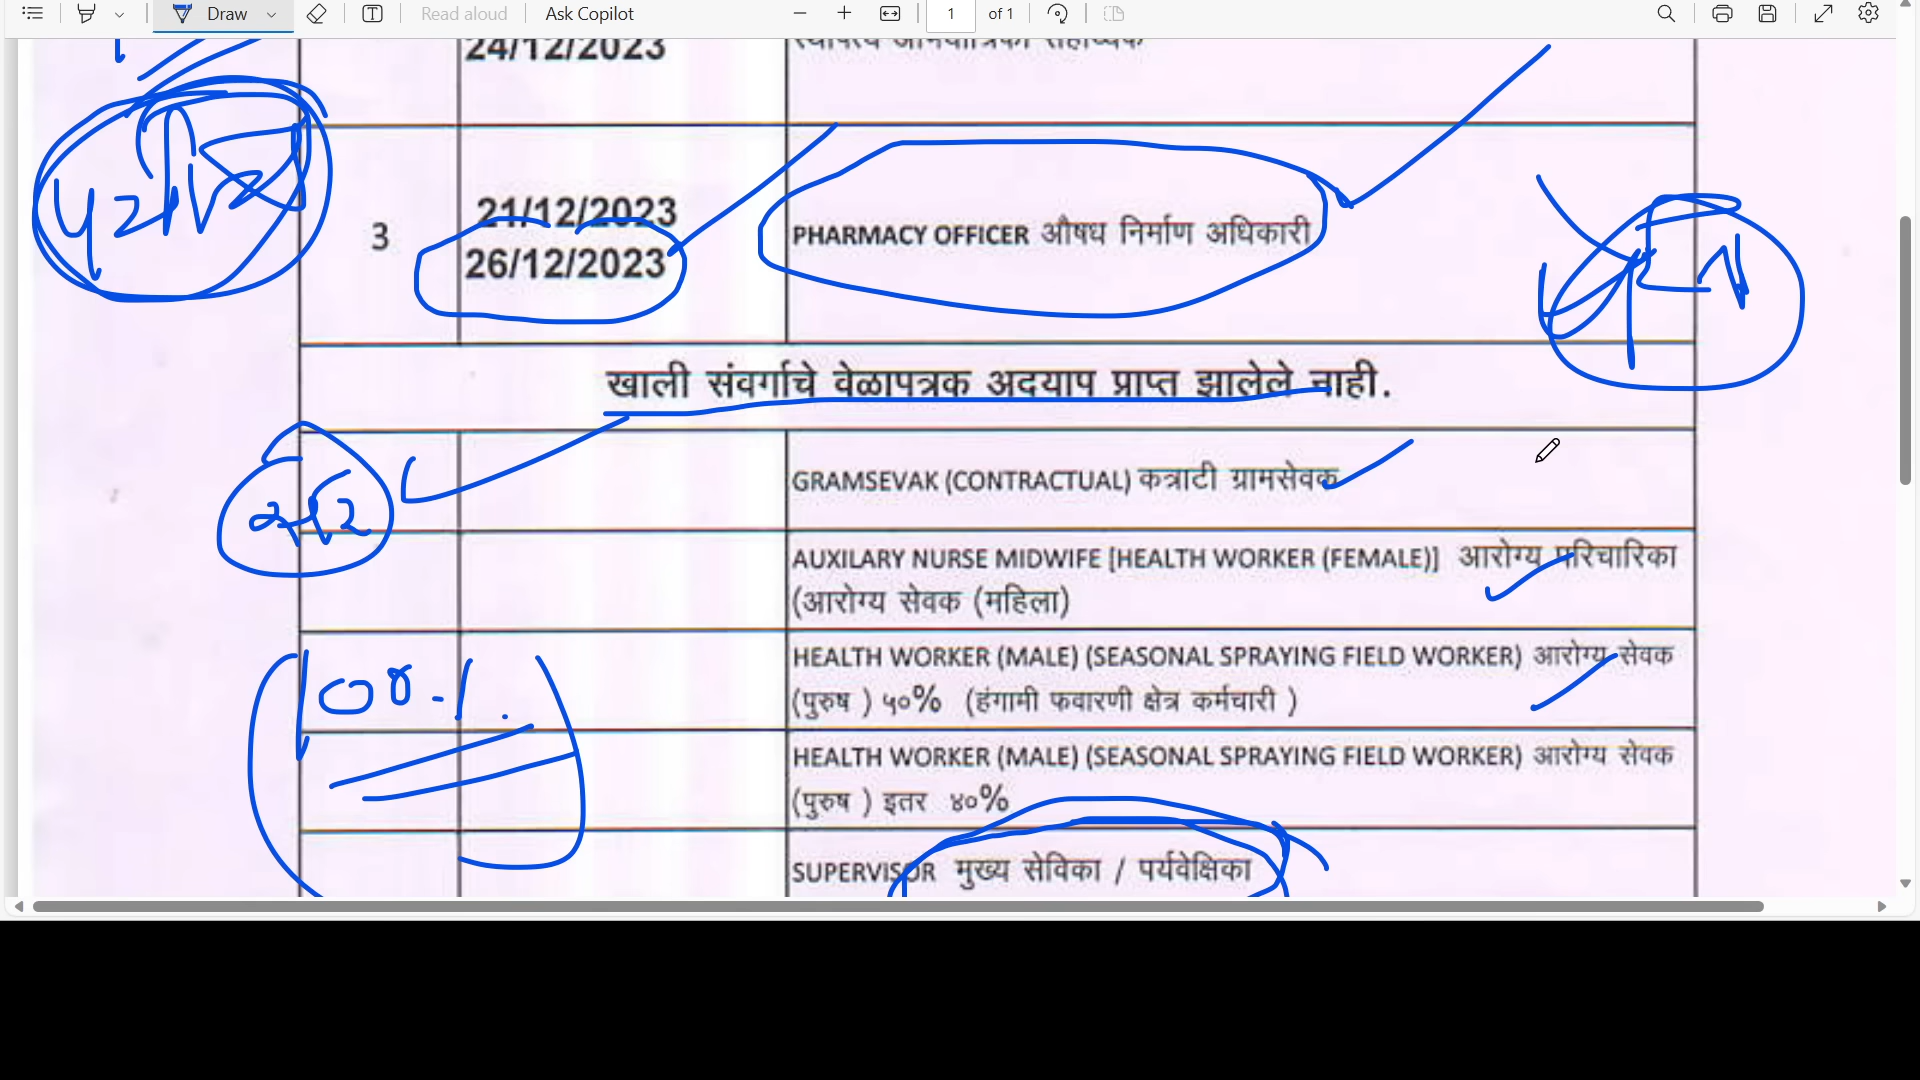 Draw
Read aloud
Ask Copilot
1 of 1
24/12/2023
3
21/12/2023
26/12/2023
PHARMACY OFFICER औषध निर्माण अधिकारी
खाली संवर्गाचे वेळापत्रक अदयाप प्राप्त झालेले नाही.
GRAMSEVAK (CONTRACTUAL) कत्राटी ग्रामसेवक
AUXILARY NURSE MIDWIFE [HEALTH WORKER (FEMALE)] आरोग्य परिचारिका
(आरोग्य सेवक (महिला)
HEALTH WORKER (MALE) (SEASONAL SPRAYING FIELD WORKER) आरोग्य सेवक
(पुरुष ) ५०% (हंगामी फवारणी क्षेत्र कर्मचारी )
HEALTH WORKER (MALE) (SEASONAL SPRAYING FIELD WORKER) आरोग्य सेवक
(पुरुष ) इतर ४०%
SUPERVISOR मुख्य सेविका / पर्यवेक्षिका